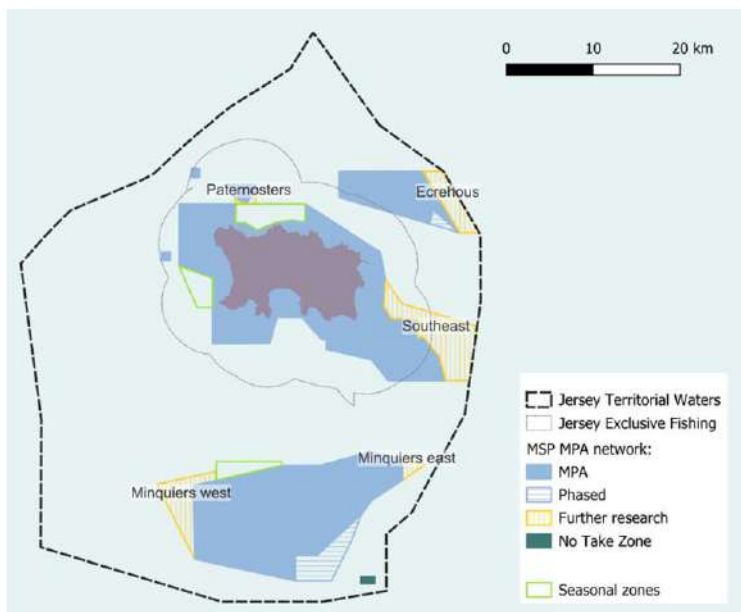 0 10 20 km
Paternosters
Ecrehous
Southeast
Minquiers east
Minquiers west
Jersey Territorial Waters
Jersey Exclusive Fishing
MSP MPA network:
MPA
Phased
Further research
No Take Zone
Seasonal zones